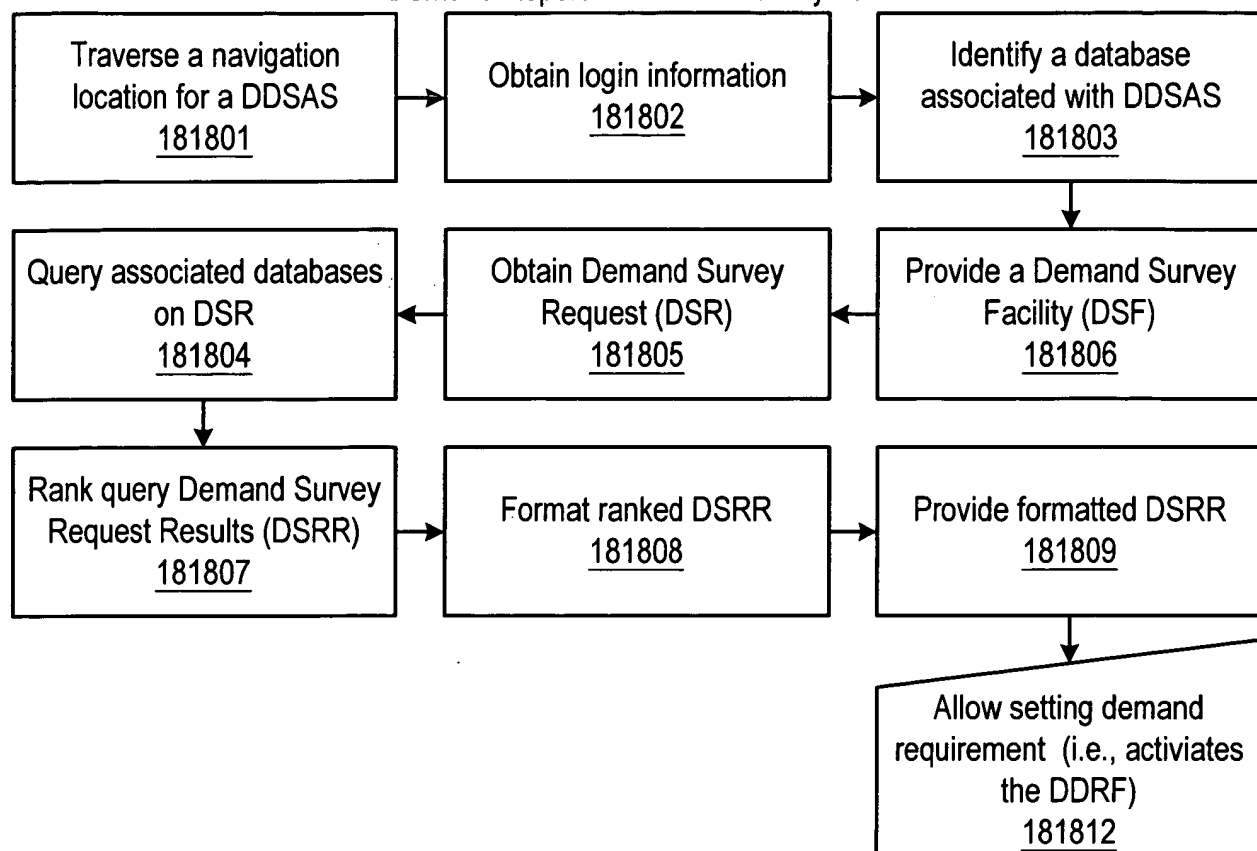 Traverse a navigation
location for a DDSAS
181801
Obtain login information
181802
Identify a database
associated with DDSAS
181803
Query associated databases
on DSR
181804
Obtain Demand Survey
Request (DSR)
181805
Provide a Demand Survey
Facility (DSF)
181806
Rank query Demand Survey
Request Results (DSRR)
181807
Format ranked DSRR
181808
Provide formatted DSRR
181809
Allow setting demand
requirement (i.e., activiates
the DDRF)
181812